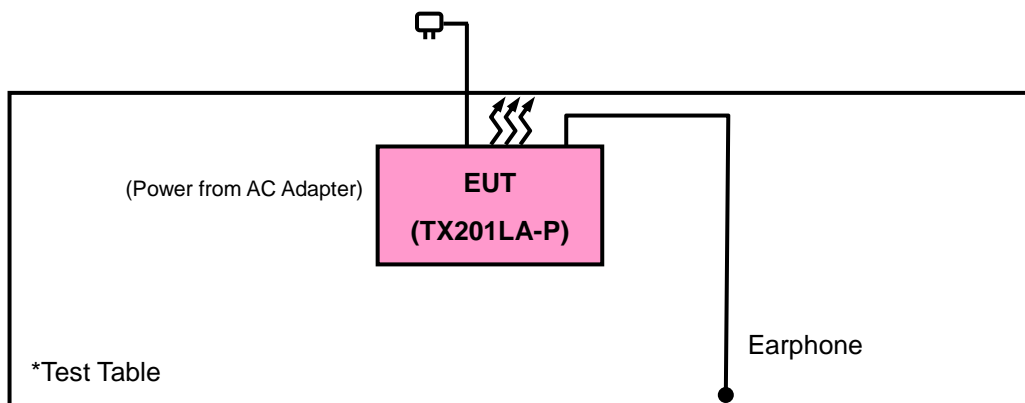 (Power from AC Adapter)
EUT
(TX201LA-P)
Earphone
*Test Table